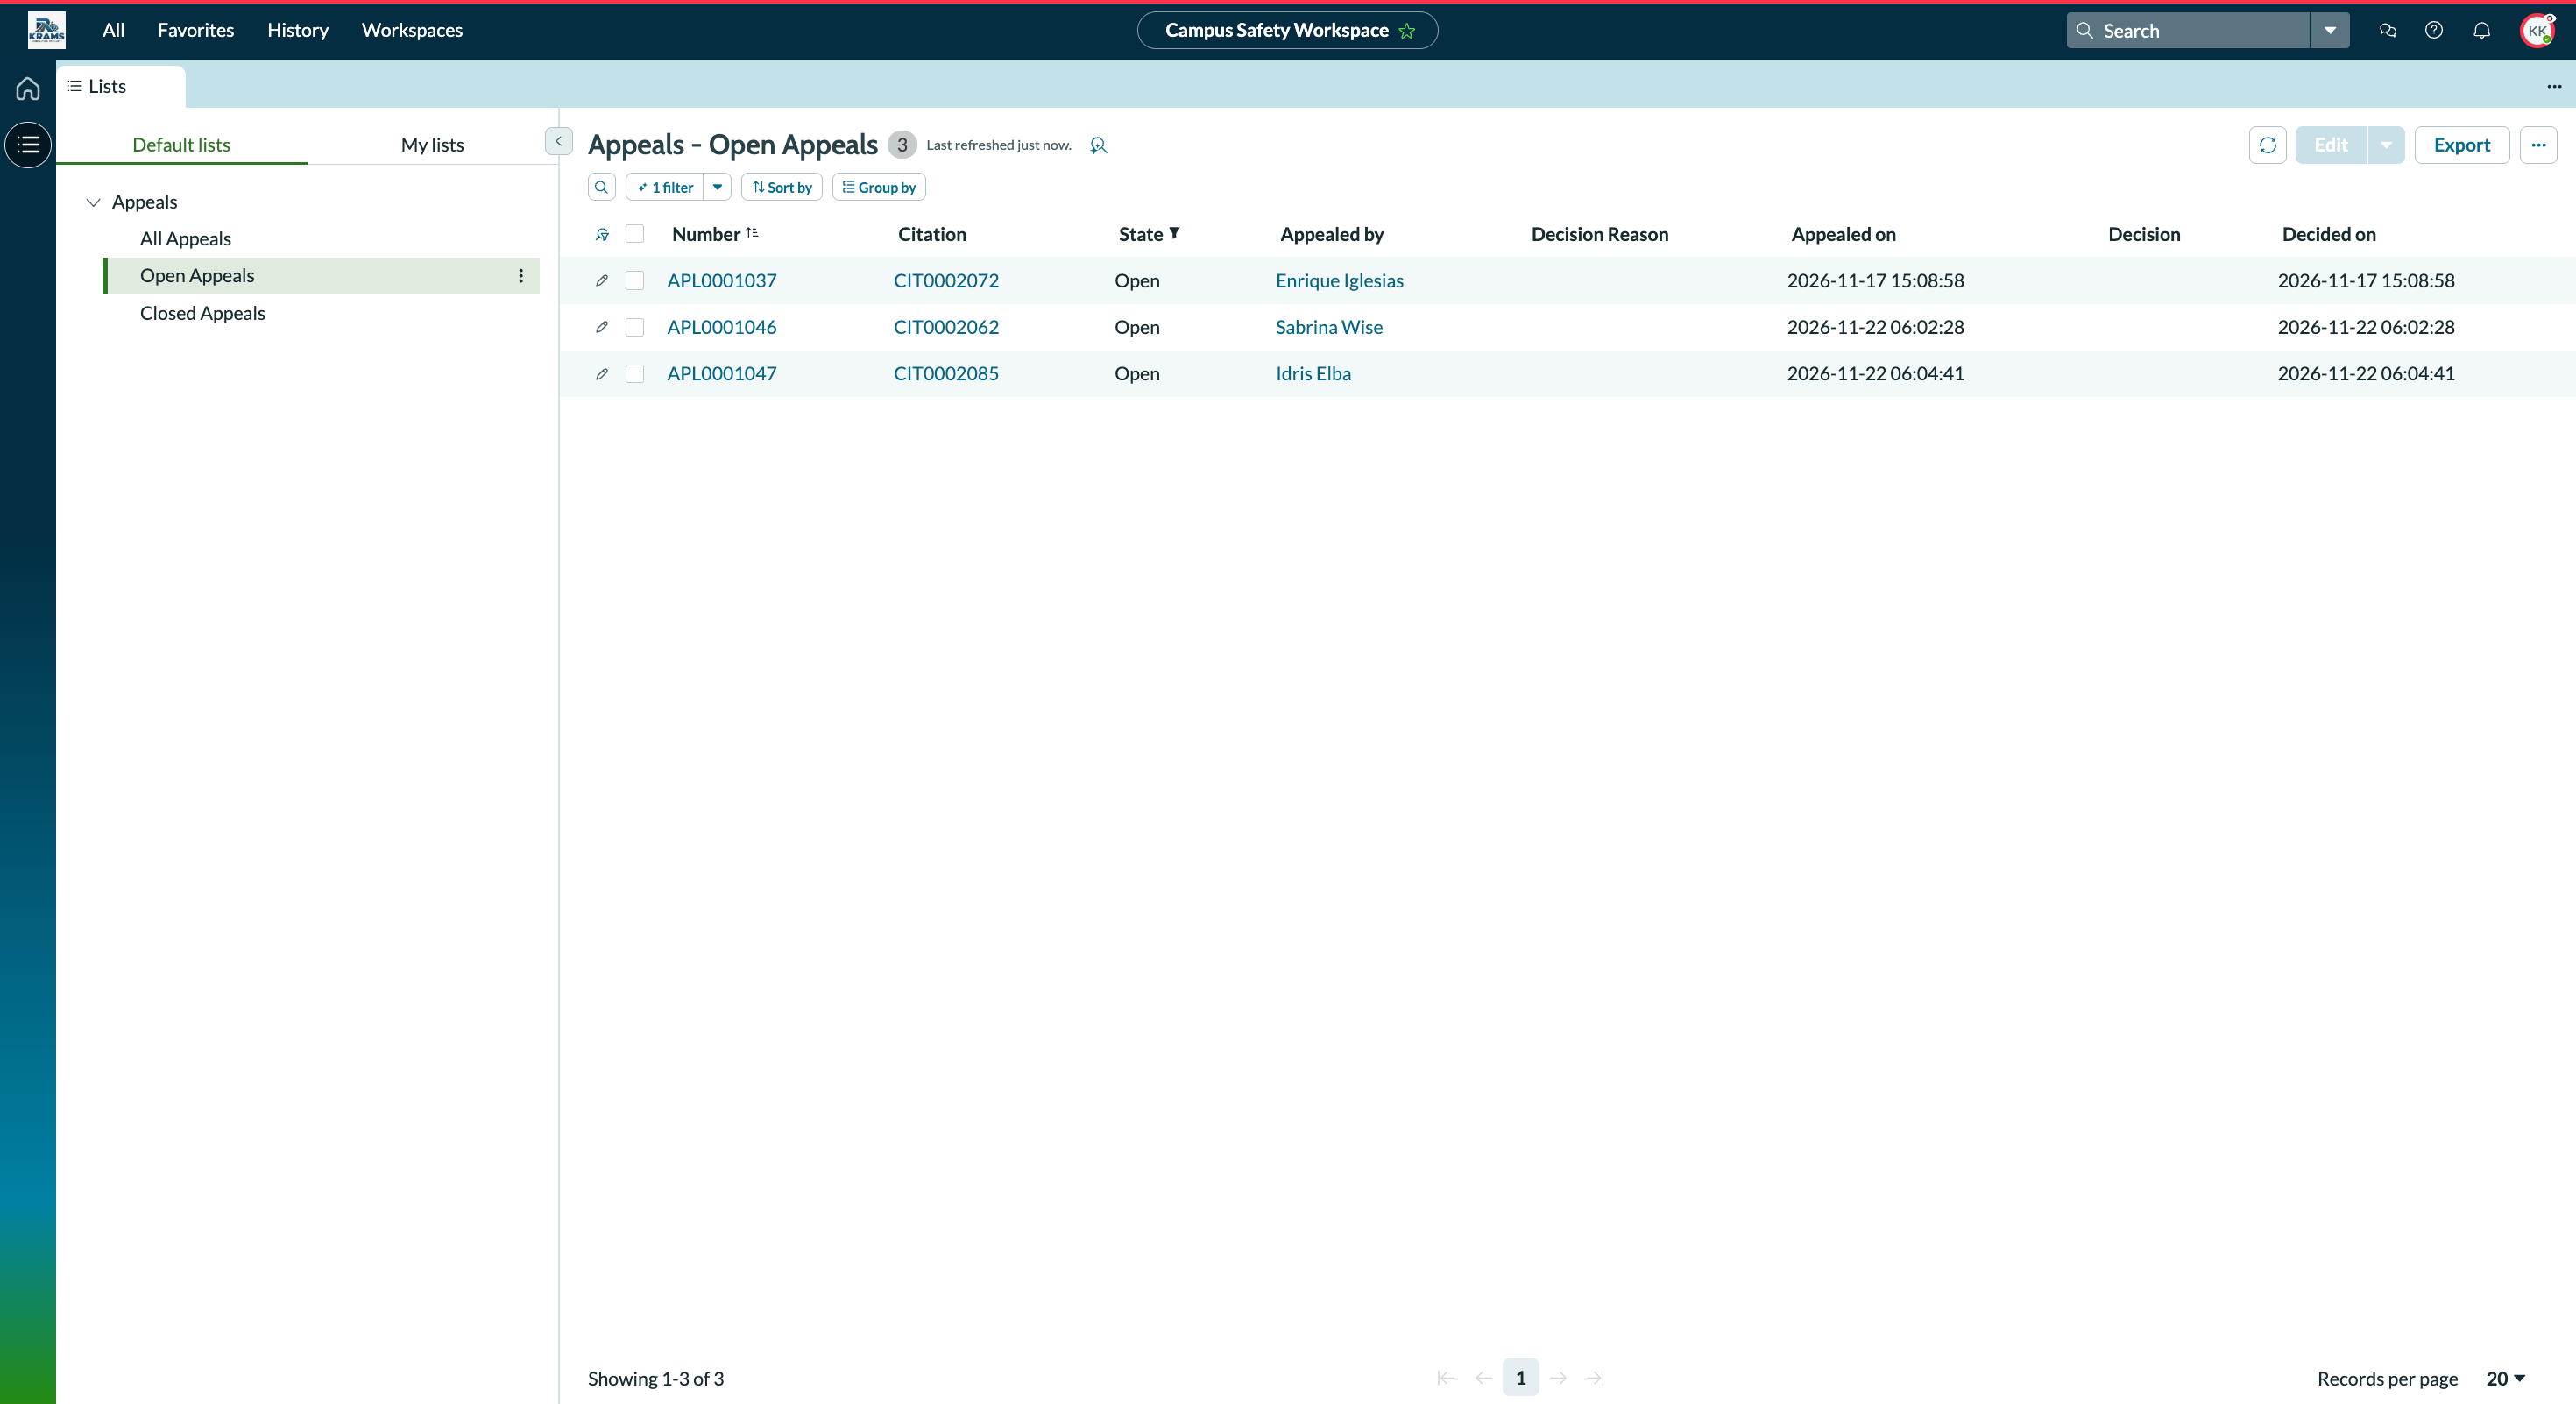 KRAMS
All Favorites History Workspaces
Campus Safety Workspace
Search
KK
Lists
Default lists My lists
Appeals
All Appeals
Open Appeals
Closed Appeals
Appeals - Open Appeals 3 Last refreshed just now.
Edit Export
1 filter Sort by Group by
Number Citation State Appealed by Decision Reason Appealed on Decision Decided on
APL0001037 CIT0002072 Open Enrique Iglesias 2026-11-17 15:08:58 2026-11-17 15:08:58
APL0001046 CIT0002062 Open Sabrina Wise 2026-11-22 06:02:28 2026-11-22 06:02:28
APL0001047 CIT0002085 Open Idris Elba 2026-11-22 06:04:41 2026-11-22 06:04:41
Showing 1-3 of 3
1
Records per page 20